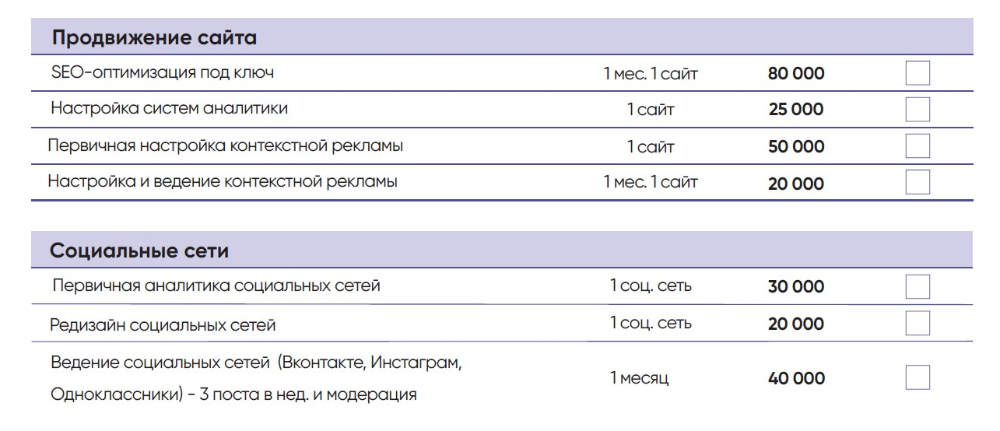 Продвижение сайта
SEO-оптимизация под ключ 1 мес. 1 сайт 80 000
Настройка систем аналитики 1 сайт 25 000
Первичная настройка контекстной рекламы 1 сайт 50 000
Настройка и ведение контекстной рекламы 1 мес. 1 сайт 20 000
Социальные сети
Первичная аналитика социальных сетей 1 соц. сеть 30 000
Редизайн социальных сетей 1 соц. сеть 20 000
Ведение социальных сетей (Вконтакте, Инстаграм,
Одноклассники) - 3 поста в нед. и модерация 1 месяц 40 000